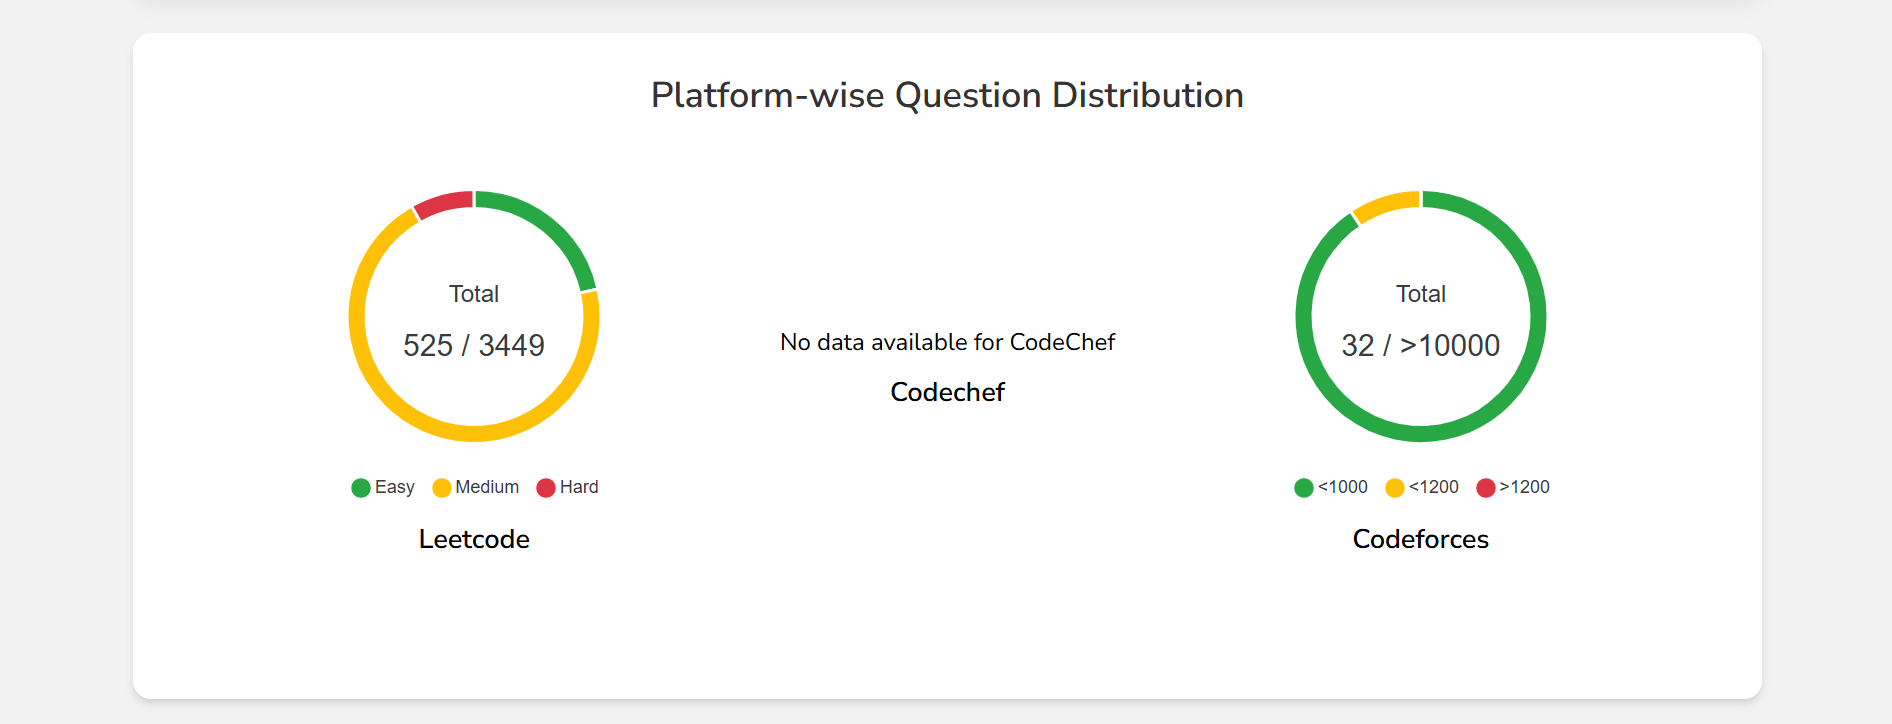 Platform-wise Question Distribution
Total
525 / 3449
Easy Medium Hard
Leetcode
No data available for CodeChef
Codechef
Total
32 / >10000
<1000 <1200 >1200
Codeforces